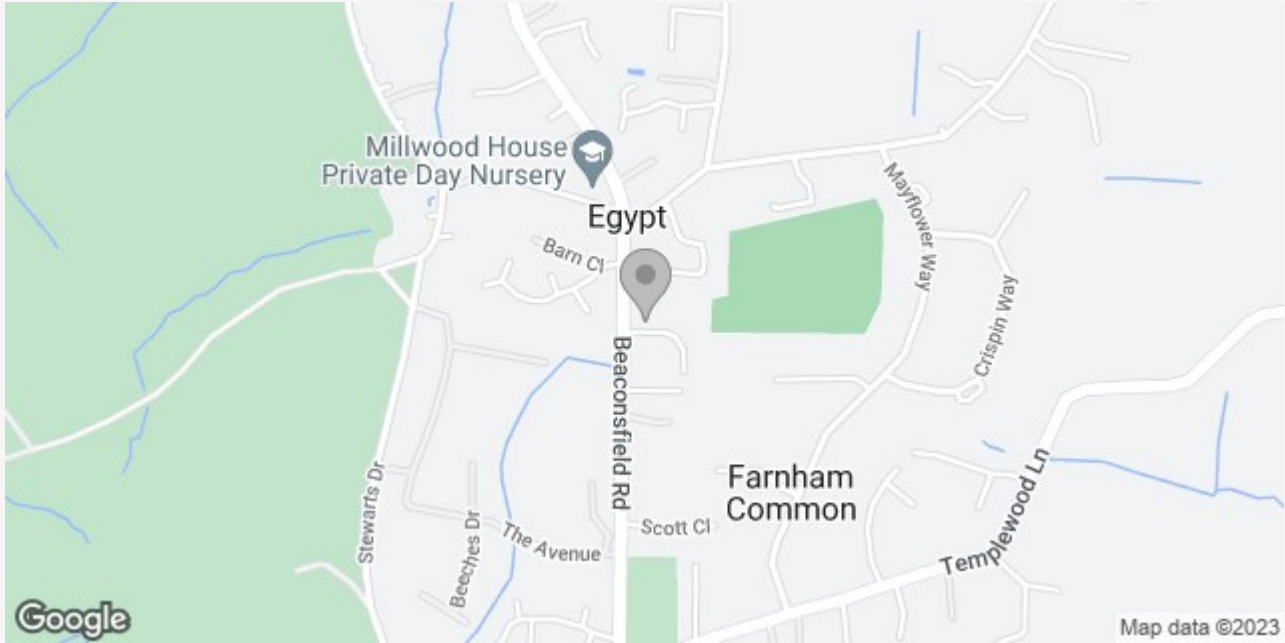 Millwood House
Private Day Nursery
Egypt
Barn Cl
Mayflower Way
Crispin Way
Beaconsfield Rd
Stewarts Dr
Beeches Dr
The Avenue
Scott Cl
Farnham
Common
Templewood Ln
Google
Map data ©2023